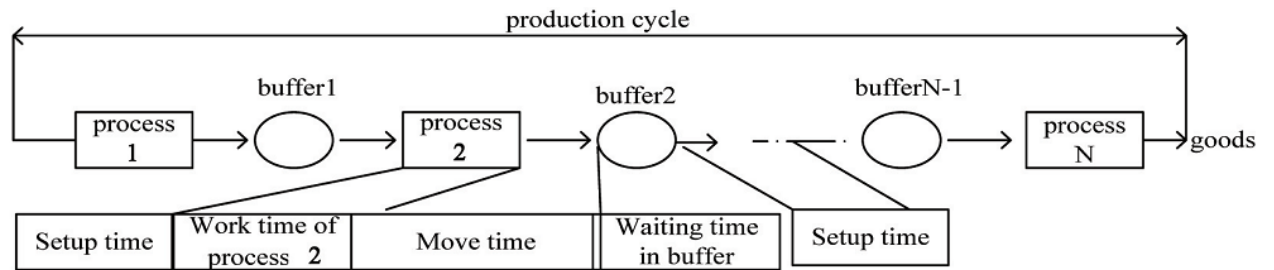 production cycle
buffer1
buffer2
bufferN-1
process
1
process
2
process
N
goods
Setup time
Work time of
process 2
Move time
Waiting time
in buffer
Setup time